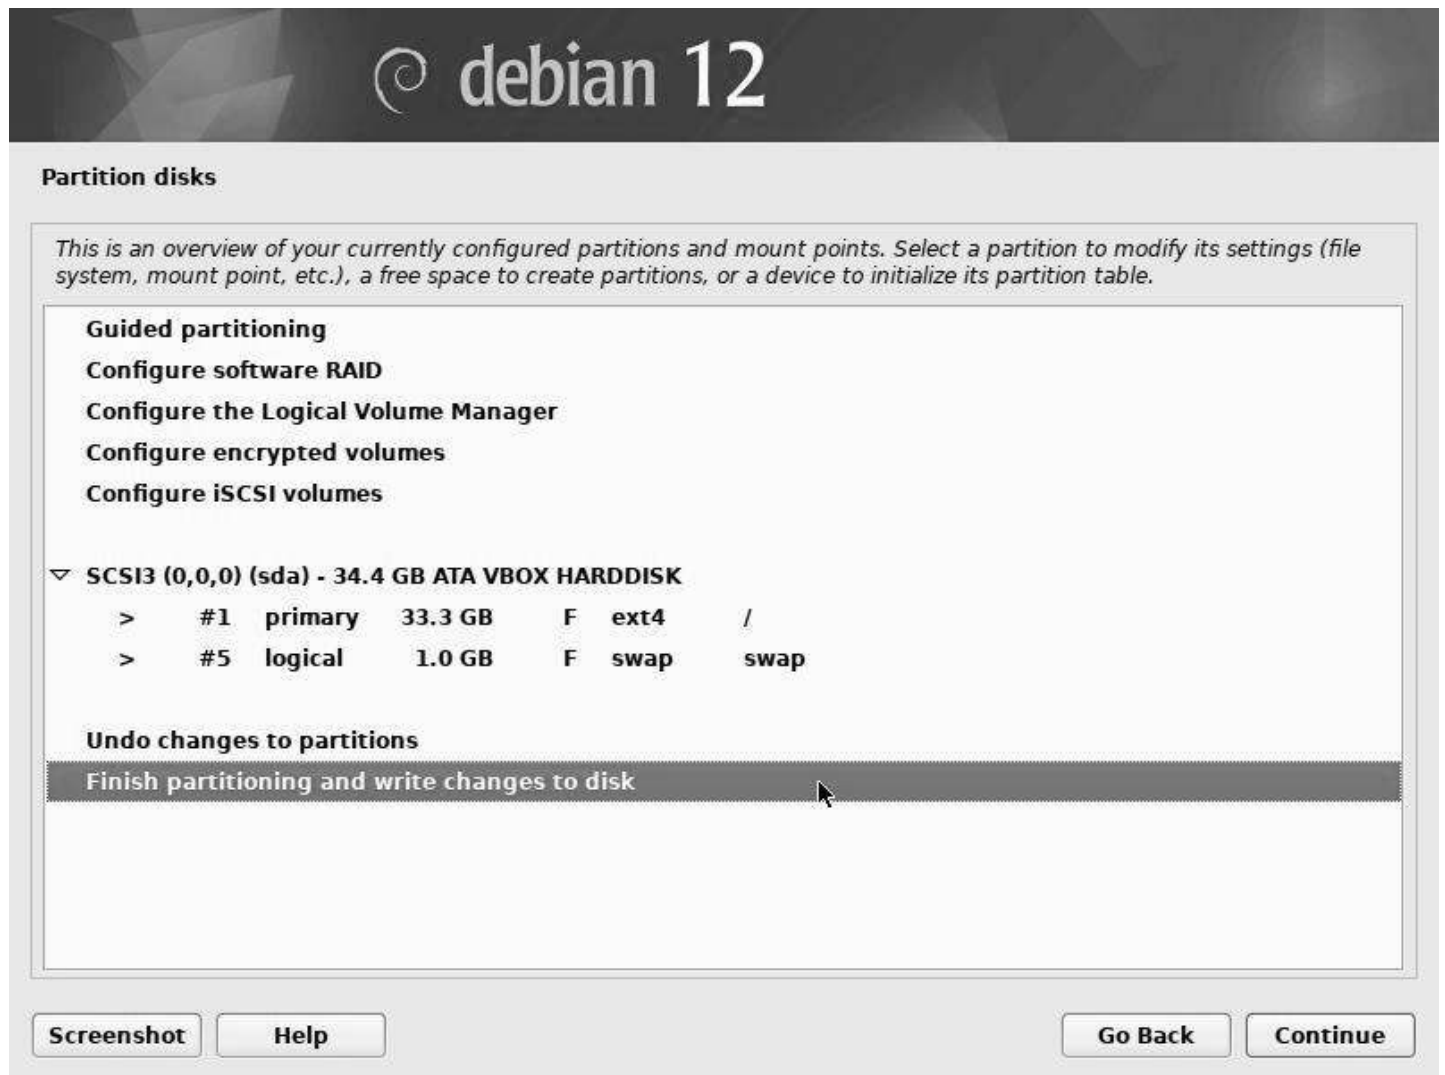 debian 12
Partition disks
This is an overview of your currently configured partitions and mount points. Select a partition to modify its settings (file
system, mount point, etc.), a free space to create partitions, or a device to initialize its partition table.
Guided partitioning
Configure software RAID
Configure the Logical Volume Manager
Configure encrypted volumes
Configure iSCSI volumes
SCSI3 (0,0,0) (sda) - 34.4 GB ATA VBOX HARDDISK
> #1 primary 33.3 GB F ext4 /
> #5 logical 1.0 GB F swap swap
Undo changes to partitions
Finish partitioning and write changes to disk
Screenshot Help Go Back Continue